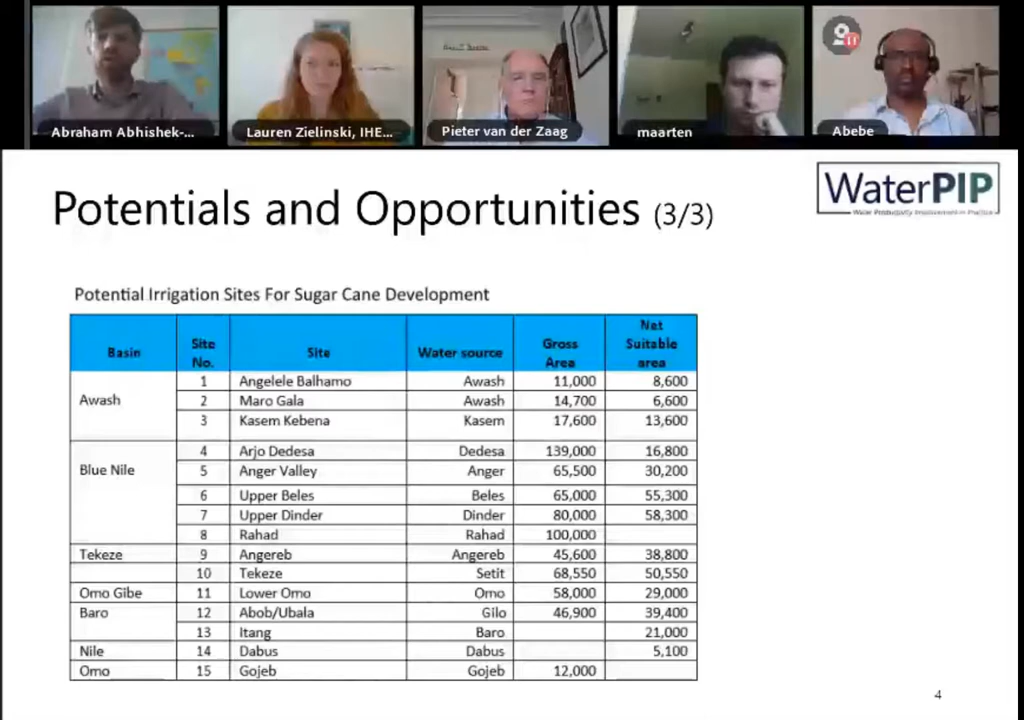 Abraham Abhishek-...
Lauren Zielinski, IHE...
Pieter van der Zaag
maarten
Abebe
WaterPIP
Water Productivity Improvement in Practice
Potentials and Opportunities (3/3)
Potential Irrigation Sites For Sugar Cane Development
Basin Site No. Site Water source Gross Area Net Suitable area
Awash 1 Angelele Balhamo Awash 11,000 8,600
2 Maro Gala Awash 14,700 6,600
3 Kasem Kebena Kasem 17,600 13,600
Blue Nile 4 Arjo Dedesa Dedesa 139,000 16,800
5 Anger Valley Anger 65,500 30,200
6 Upper Beles Beles 65,000 55,300
7 Upper Dinder Dinder 80,000 58,300
8 Rahad Rahad 100,000
Tekeze 9 Angereb Angereb 45,600 38,800
10 Tekeze Setit 68,550 50,550
Omo Gibe 11 Lower Omo Omo 58,000 29,000
Baro 12 Abob/Ubala Gilo 46,900 39,400
13 Itang Baro 21,000
Nile 14 Dabus Dabus 5,100
Omo 15 Gojeb Gojeb 12,000
4